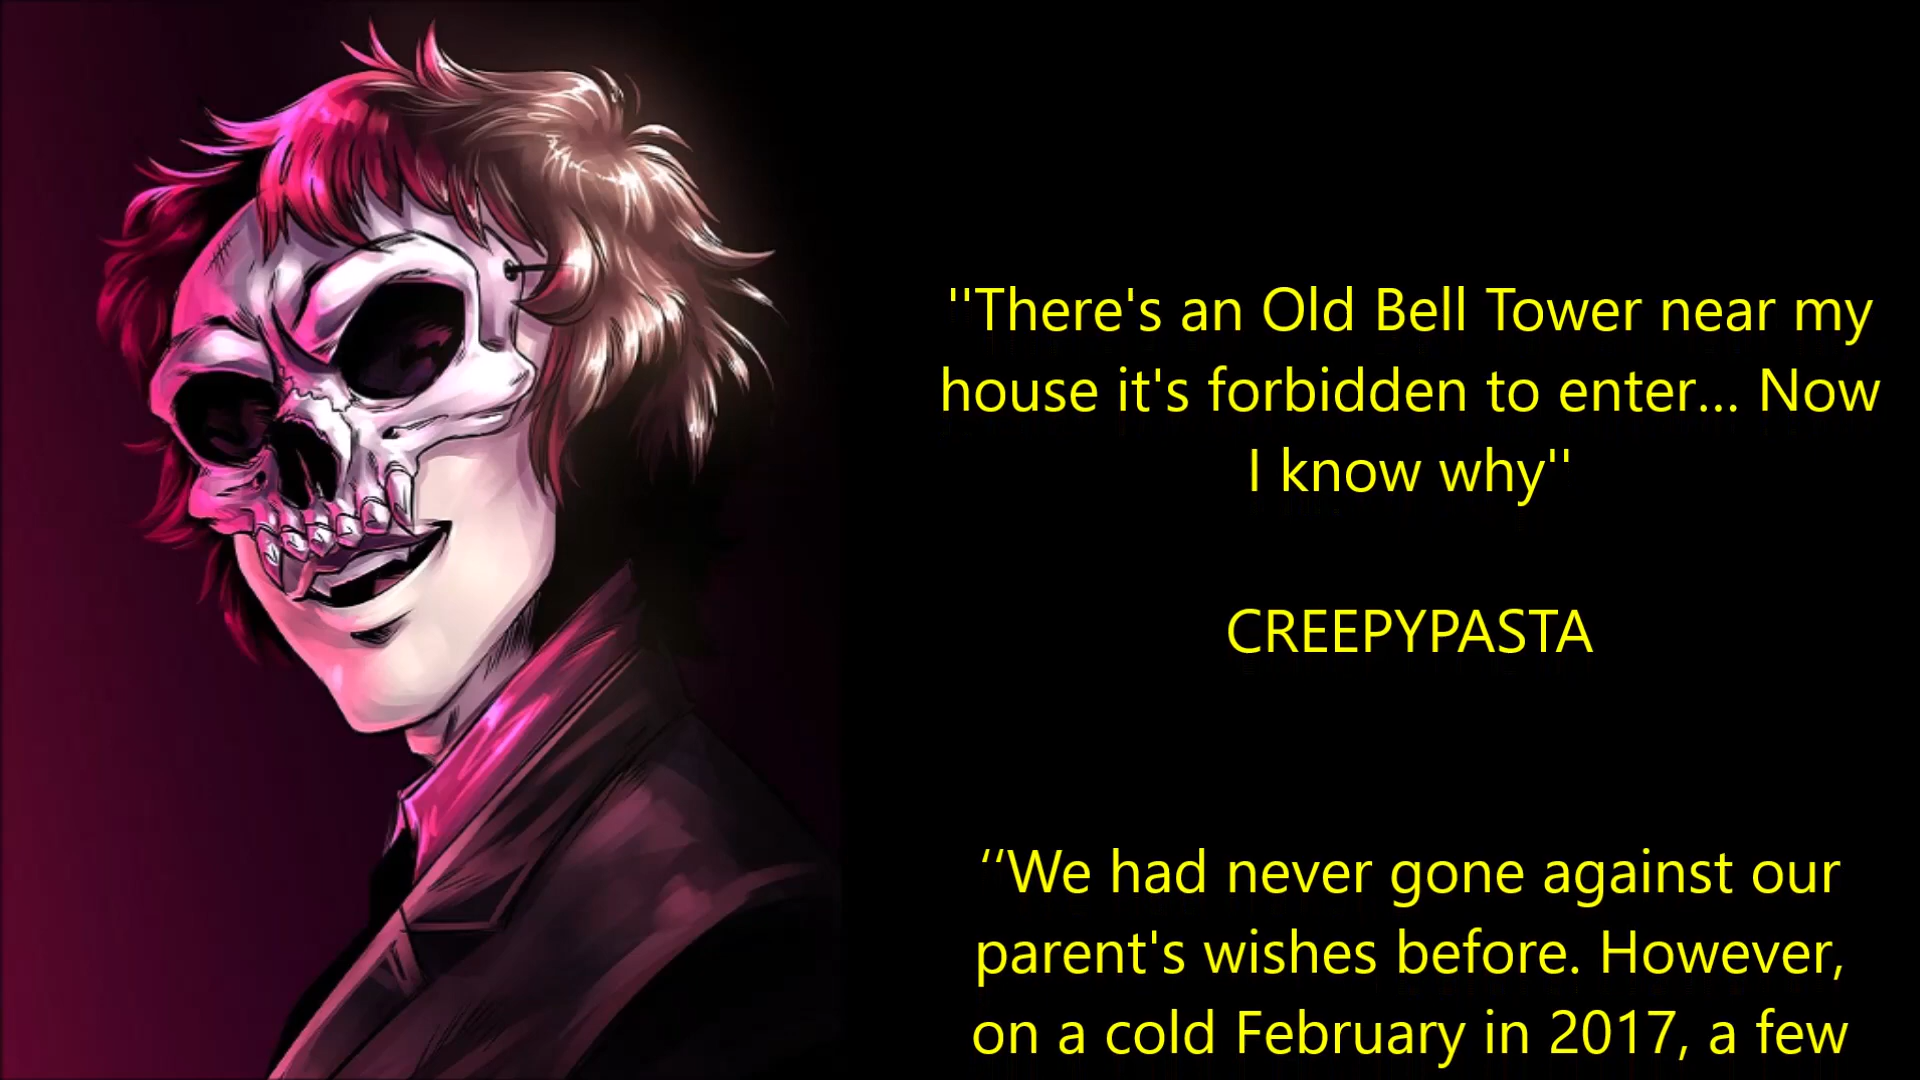 "There's an Old Bell Tower near my
house it's forbidden to enter... Now
I know why"
CREEPYPASTA
‘‘We had never gone against our
parent's wishes before. However,
on a cold February in 2017, a few